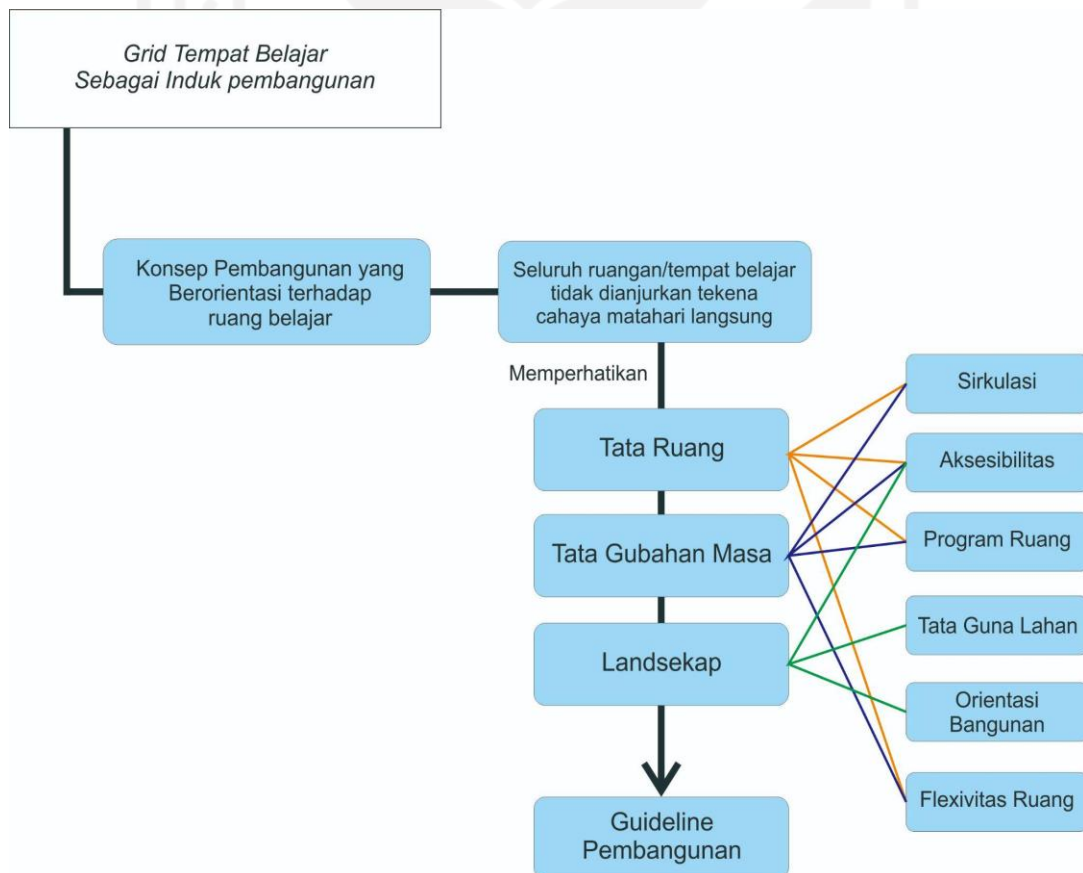 Grid Tempat Belajar
Sebagai Induk pembangunan
Konsep Pembangunan yang
Berorientasi terhadap
ruang belajar
Seluruh ruangan/tempat belajar
tidak dianjurkan tekena
cahaya matahari langsung
Memperhatikan
Tata Ruang
Tata Gubahan Masa
Landsekap
Guideline
Pembangunan
Sirkulasi
Aksesibilitas
Program Ruang
Tata Guna Lahan
Orientasi
Bangunan
Flexivitas Ruang